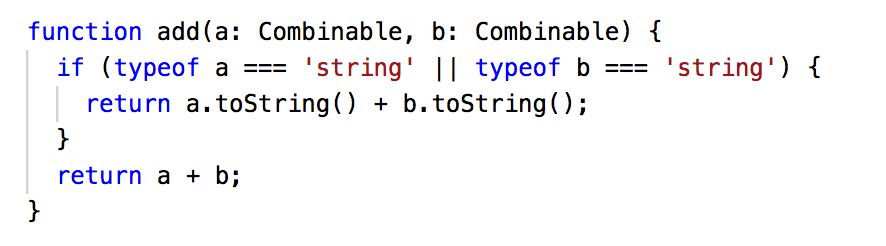 function add(a: Combinable, b: Combinable) {
  if (typeof a === 'string' || typeof b === 'string') {
    return a.toString() + b.toString();
  }
  return a + b;
}